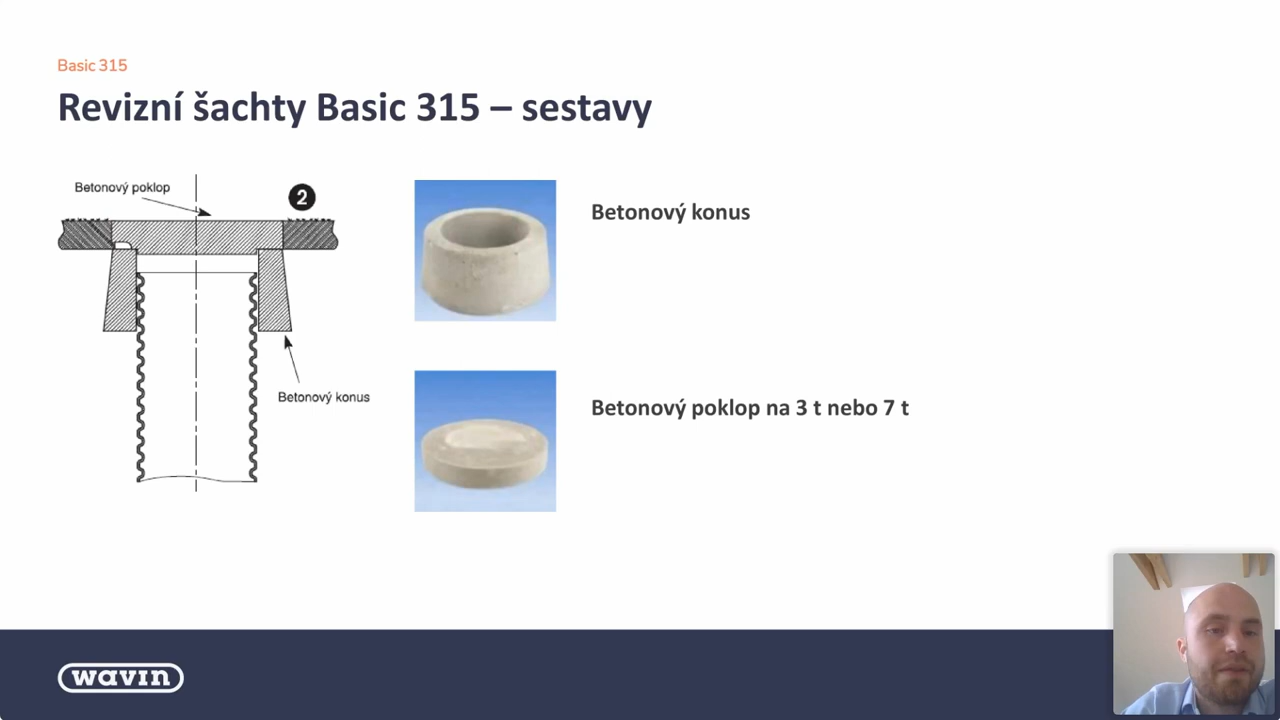 Basic 315
Revizní šachty Basic 315 – sestavy
Betonový poklop
2
Betonový konus
Betonový konus
Betonový poklop na 3 t nebo 7 t
wavin